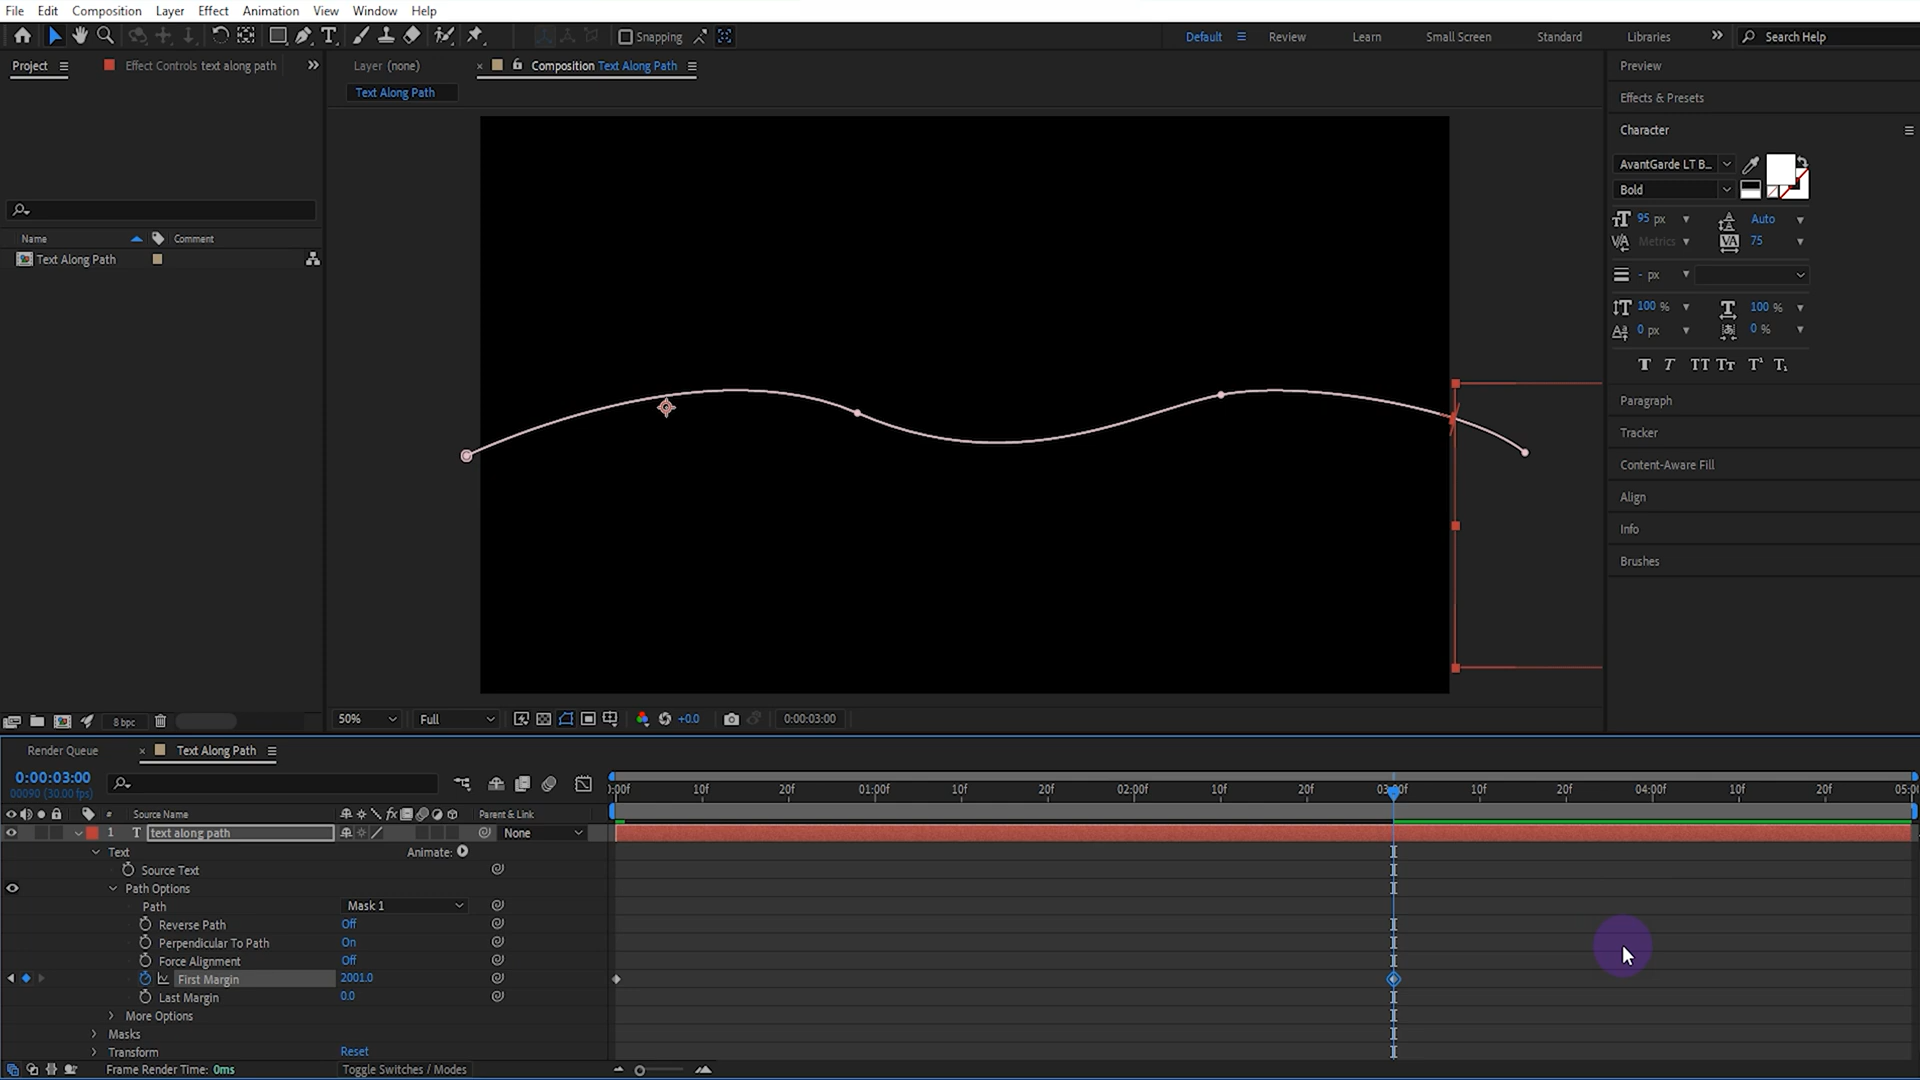 File Edit Composition Layer Effect Animation View Window Help
Snapping
Default Review Learn Small Screen Standard Libraries Search Help
Project Effect Controls text along path
Layer (none) Composition Text Along Path
Text Along Path
Name Comment
Text Along Path
8 bpc
50% Full +0.0 0:00:03:00
Preview
Effects & Presets
Character
AvantGarde LT B...
Bold
95 px Auto
Metrics 75
- px
100 % 100 %
0 px 0 %
Paragraph
Tracker
Content-Aware Fill
Align
Info
Brushes
Render Queue Text Along Path
0:00:03:00
00090 (30.00 fps)
):00f 10f 20f 01:00f 10f 20f 02:00f 10f 20f 10f 20f 04:00f 10f 20f 05:00
# Source Name Parent & Link
1 T text along path None
Text Animate:
Source Text
Path Options
Path Mask 1
Reverse Path Off
Perpendicular To Path On
Force Alignment Off
First Margin 2001.0
Last Margin 0.0
More Options
Masks
Transform Reset
Frame Render Time: 0ms Toggle Switches / Modes